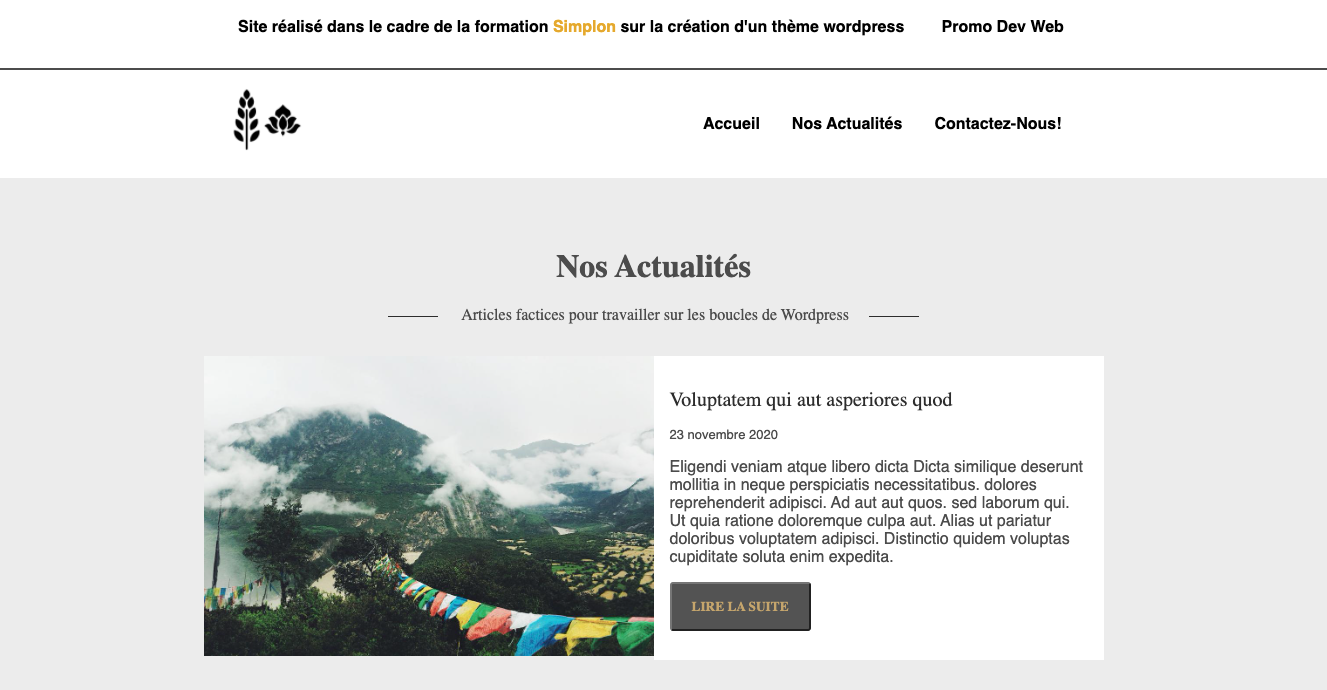 Site réalisé dans le cadre de la formation Simplon sur la création d'un thème wordpress Promo Dev Web
Accueil Nos Actualités Contactez-Nous!
Nos Actualités
Articles factices pour travailler sur les boucles de Wordpress
Voluptatem qui aut asperiores quod
23 novembre 2020
Eligendi veniam atque libero dicta Dicta similique deserunt
mollitia in neque perspiciatis necessitatibus. dolores
reprehenderit adipisci. Ad aut aut quos. sed laborum qui.
Ut quia ratione doloremque culpa aut. Alias ut pariatur
doloribus voluptatem adipisci. Distinctio quidem voluptas
cupiditate soluta enim expedita.
LIRE LA SUITE